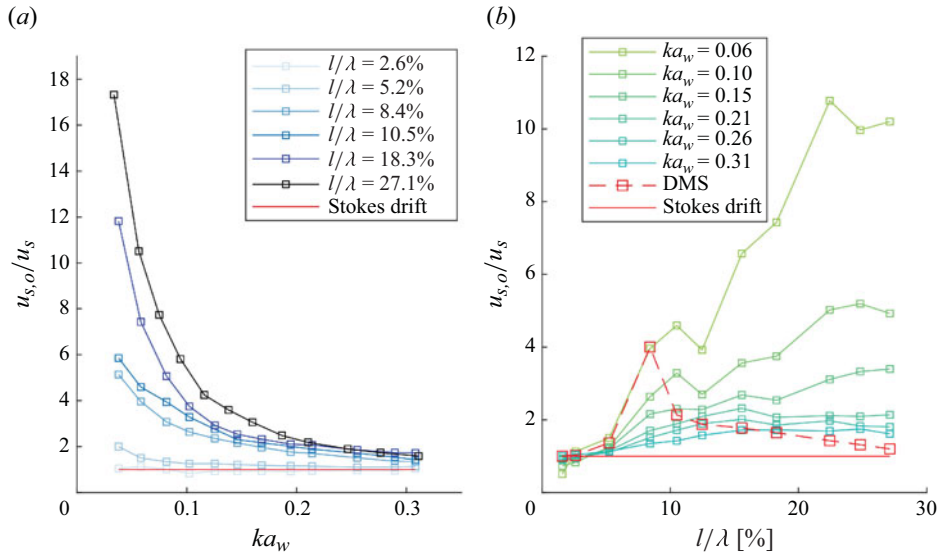 (a)
l/λ = 2.6%
l/λ = 5.2%
l/λ = 8.4%
l/λ = 10.5%
l/λ = 18.3%
l/λ = 27.1%
Stokes drift
18
16
14
12
10
8
6
4
2
0
0.1
0.2
0.3
u_{s,o}/u_s
ka_w
(b)
ka_w = 0.06
ka_w = 0.10
ka_w = 0.15
ka_w = 0.21
ka_w = 0.26
ka_w = 0.31
DMS
Stokes drift
12
10
8
6
4
2
0
10
20
30
u_{s,o}/u_s
l/λ [%]